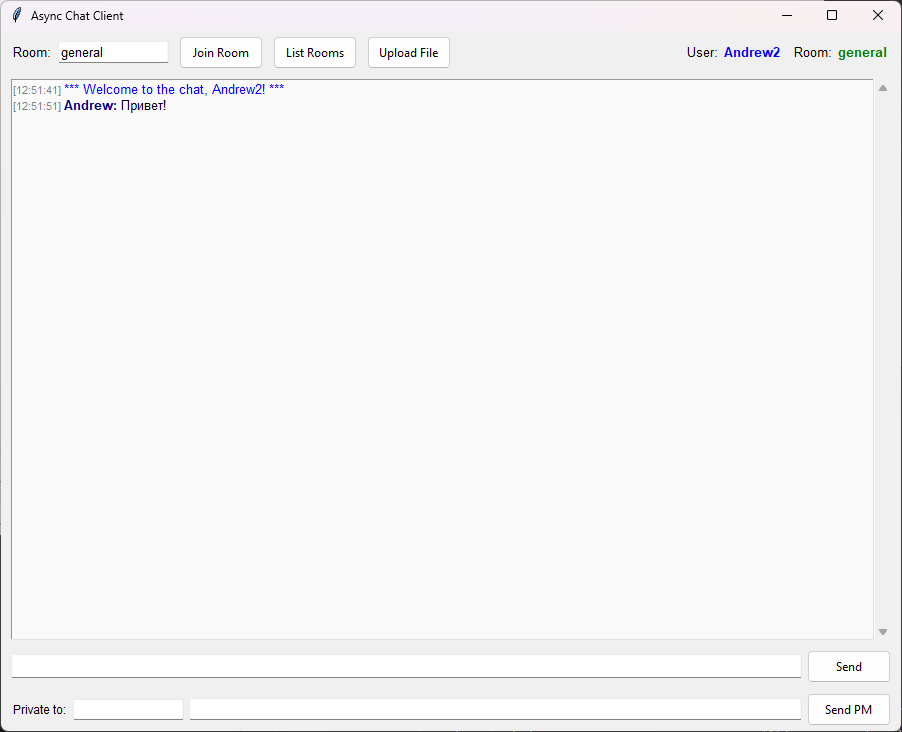 Async Chat Client
Room: general Join Room List Rooms Upload File User: Andrew2 Room: general
[12:51:41] *** Welcome to the chat, Andrew2! ***
[12:51:51] Andrew: Привет!
Send
Private to: Send PM